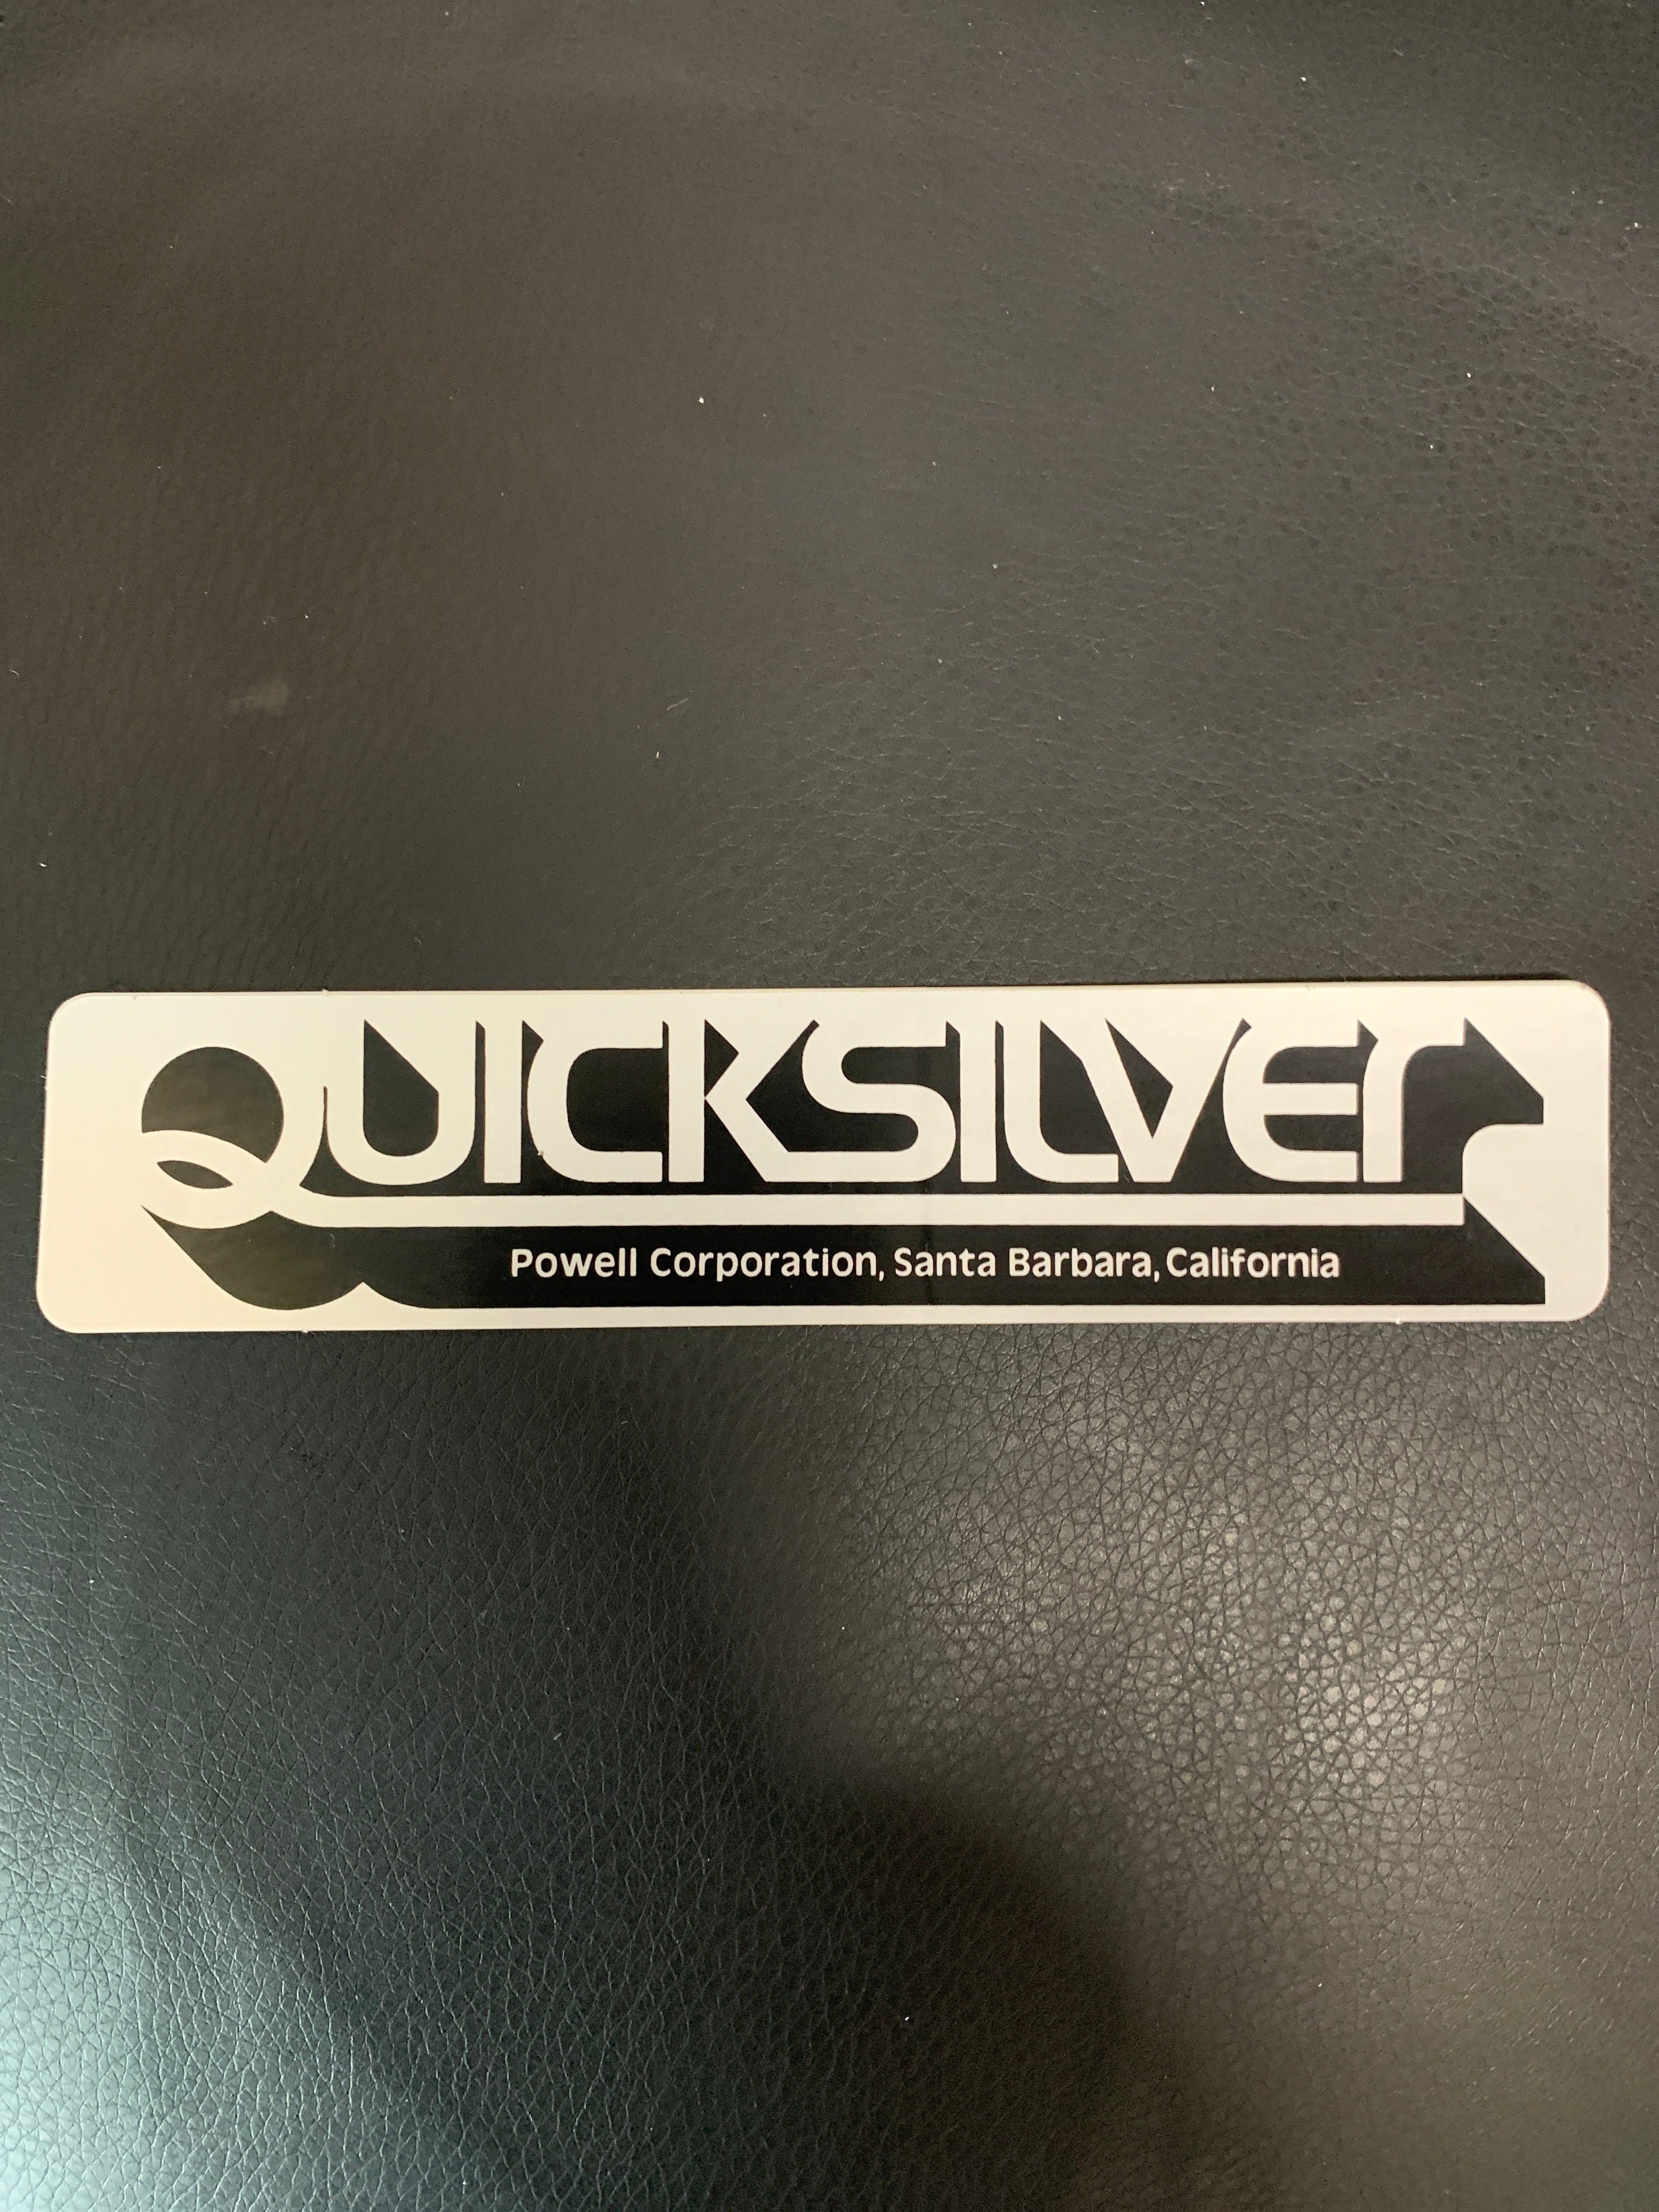 QUICKSILVER
Powell Corporation, Santa Barbara, California